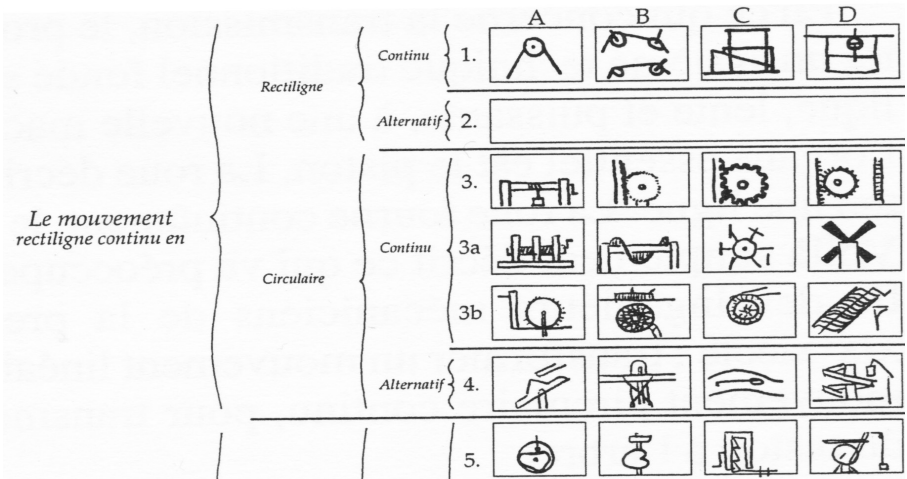 A B C D
Continu 1.
Rectiligne
Alternatif 2.
3.
Le mouvement
rectiligne continu en
Continu 3a
Circulaire
3b
Alternatif 4.
5.